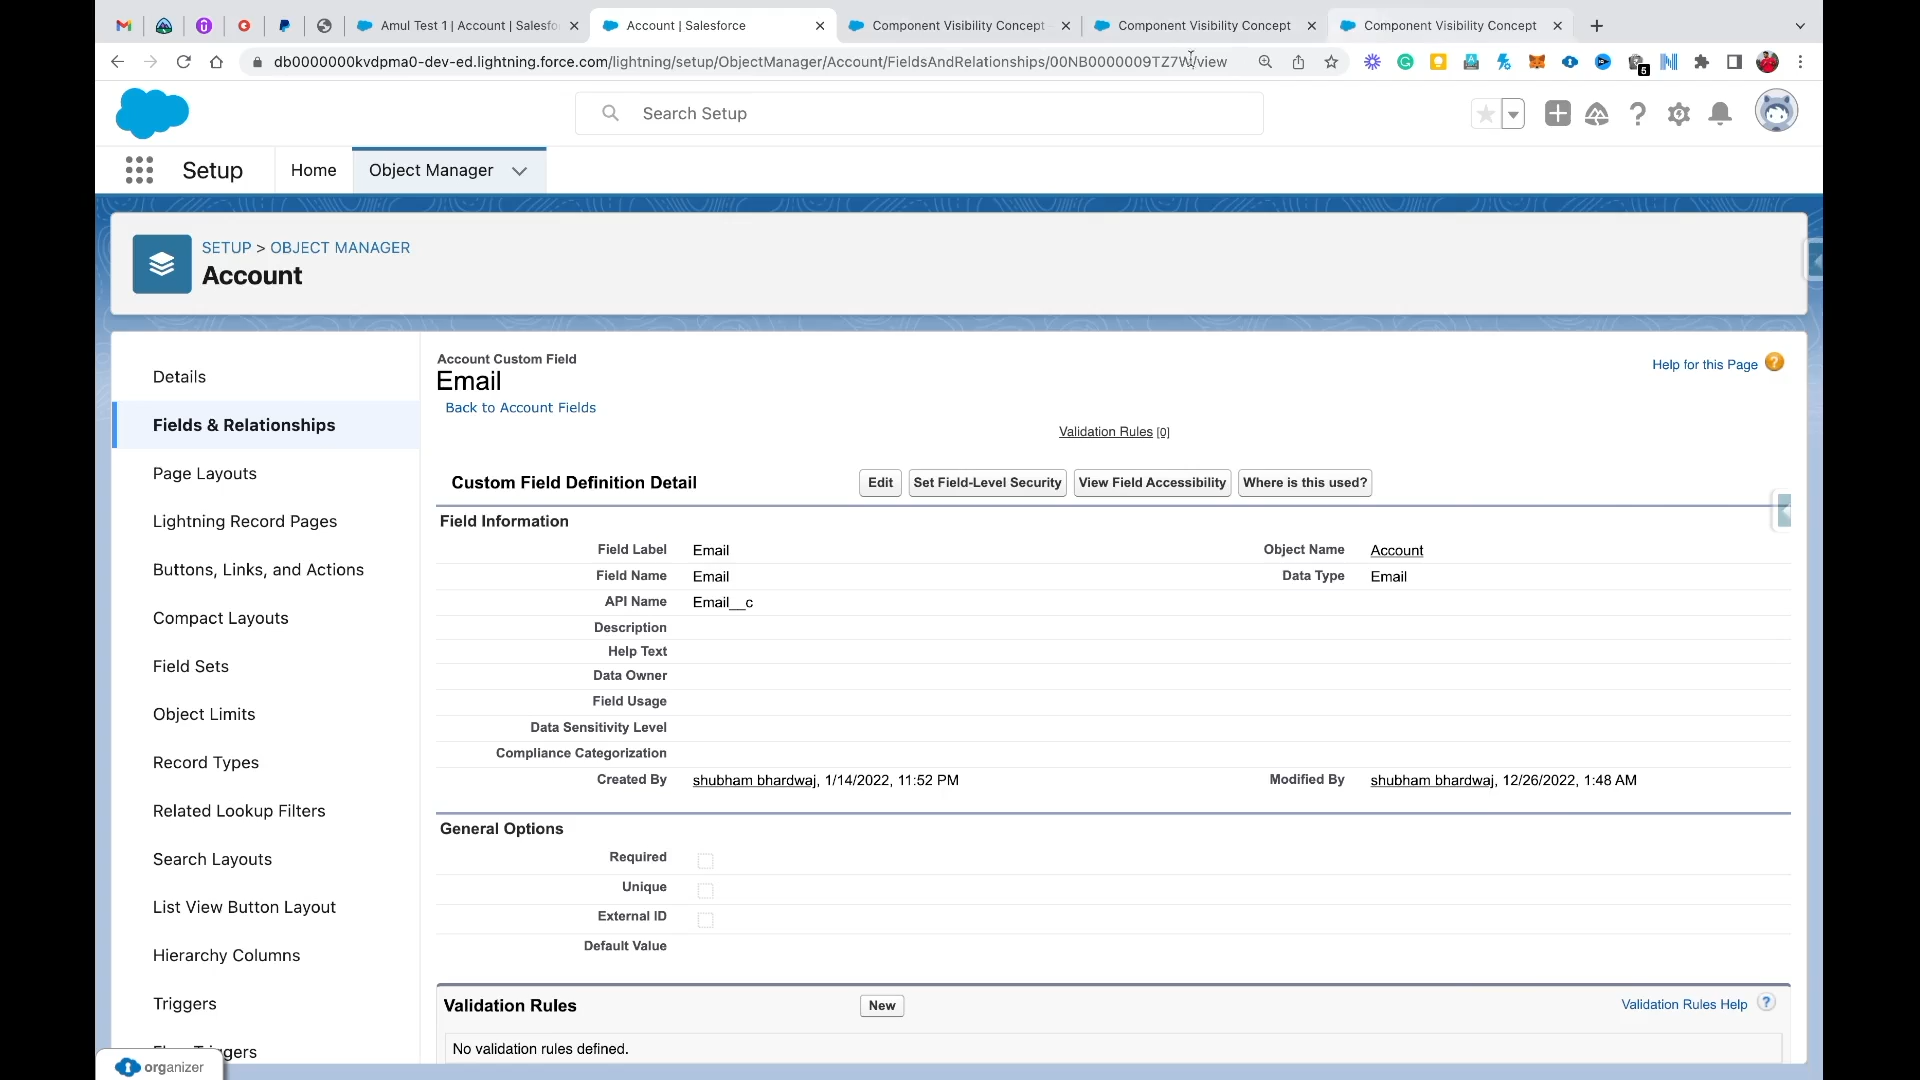 Amul Test 1 | Account | Salesfo
Account | Salesforce
Component Visibility Concept
Component Visibility Concept
Component Visibility Concept
db0000000kvdpma0-dev-ed.lightning.force.com/lightning/setup/ObjectManager/Account/FieldsAndRelationships/00NB0000009TZ7W/view
5
Search Setup
Setup
Home
Object Manager
SETUP > OBJECT MANAGER
Account
Details
Fields & Relationships
Page Layouts
Lightning Record Pages
Buttons, Links, and Actions
Compact Layouts
Field Sets
Object Limits
Record Types
Related Lookup Filters
Search Layouts
List View Button Layout
Hierarchy Columns
Triggers
organizer
Account Custom Field
Email
Back to Account Fields
Help for this Page
Validation Rules [0]
Custom Field Definition Detail
Edit
Set Field-Level Security
View Field Accessibility
Where is this used?
Field Information
Field Label Email
Object Name Account
Field Name Email
Data Type Email
API Name Email__c
Description
Help Text
Data Owner
Field Usage
Data Sensitivity Level
Compliance Categorization
Created By shubham bhardwaj, 1/14/2022, 11:52 PM
Modified By shubham bhardwaj, 12/26/2022, 1:48 AM
General Options
Required
Unique
External ID
Default Value
Validation Rules
New
Validation Rules Help ?
No validation rules defined.